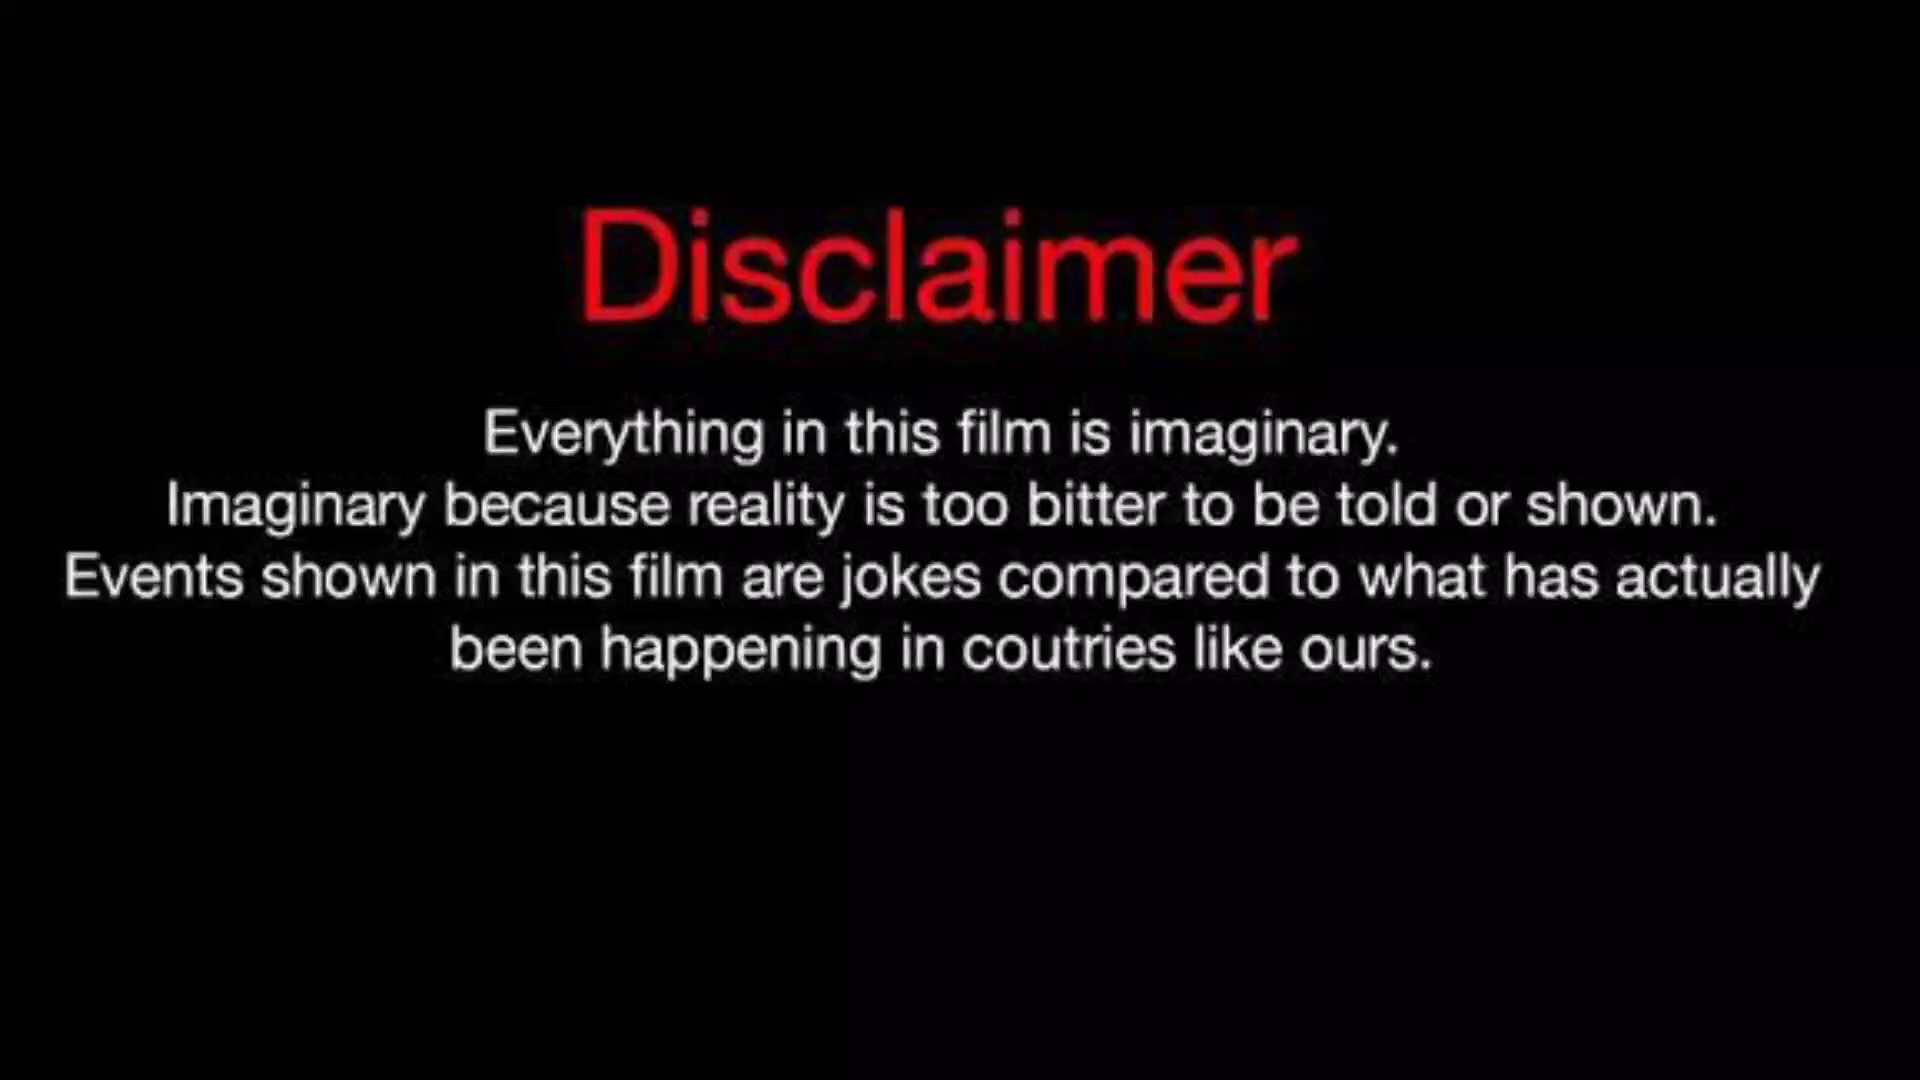 Disclaimer
Everything in this film is imaginary.
Imaginary because reality is too bitter to be told or shown.
Events shown in this film are jokes compared to what has actually
been happening in coutries like ours.